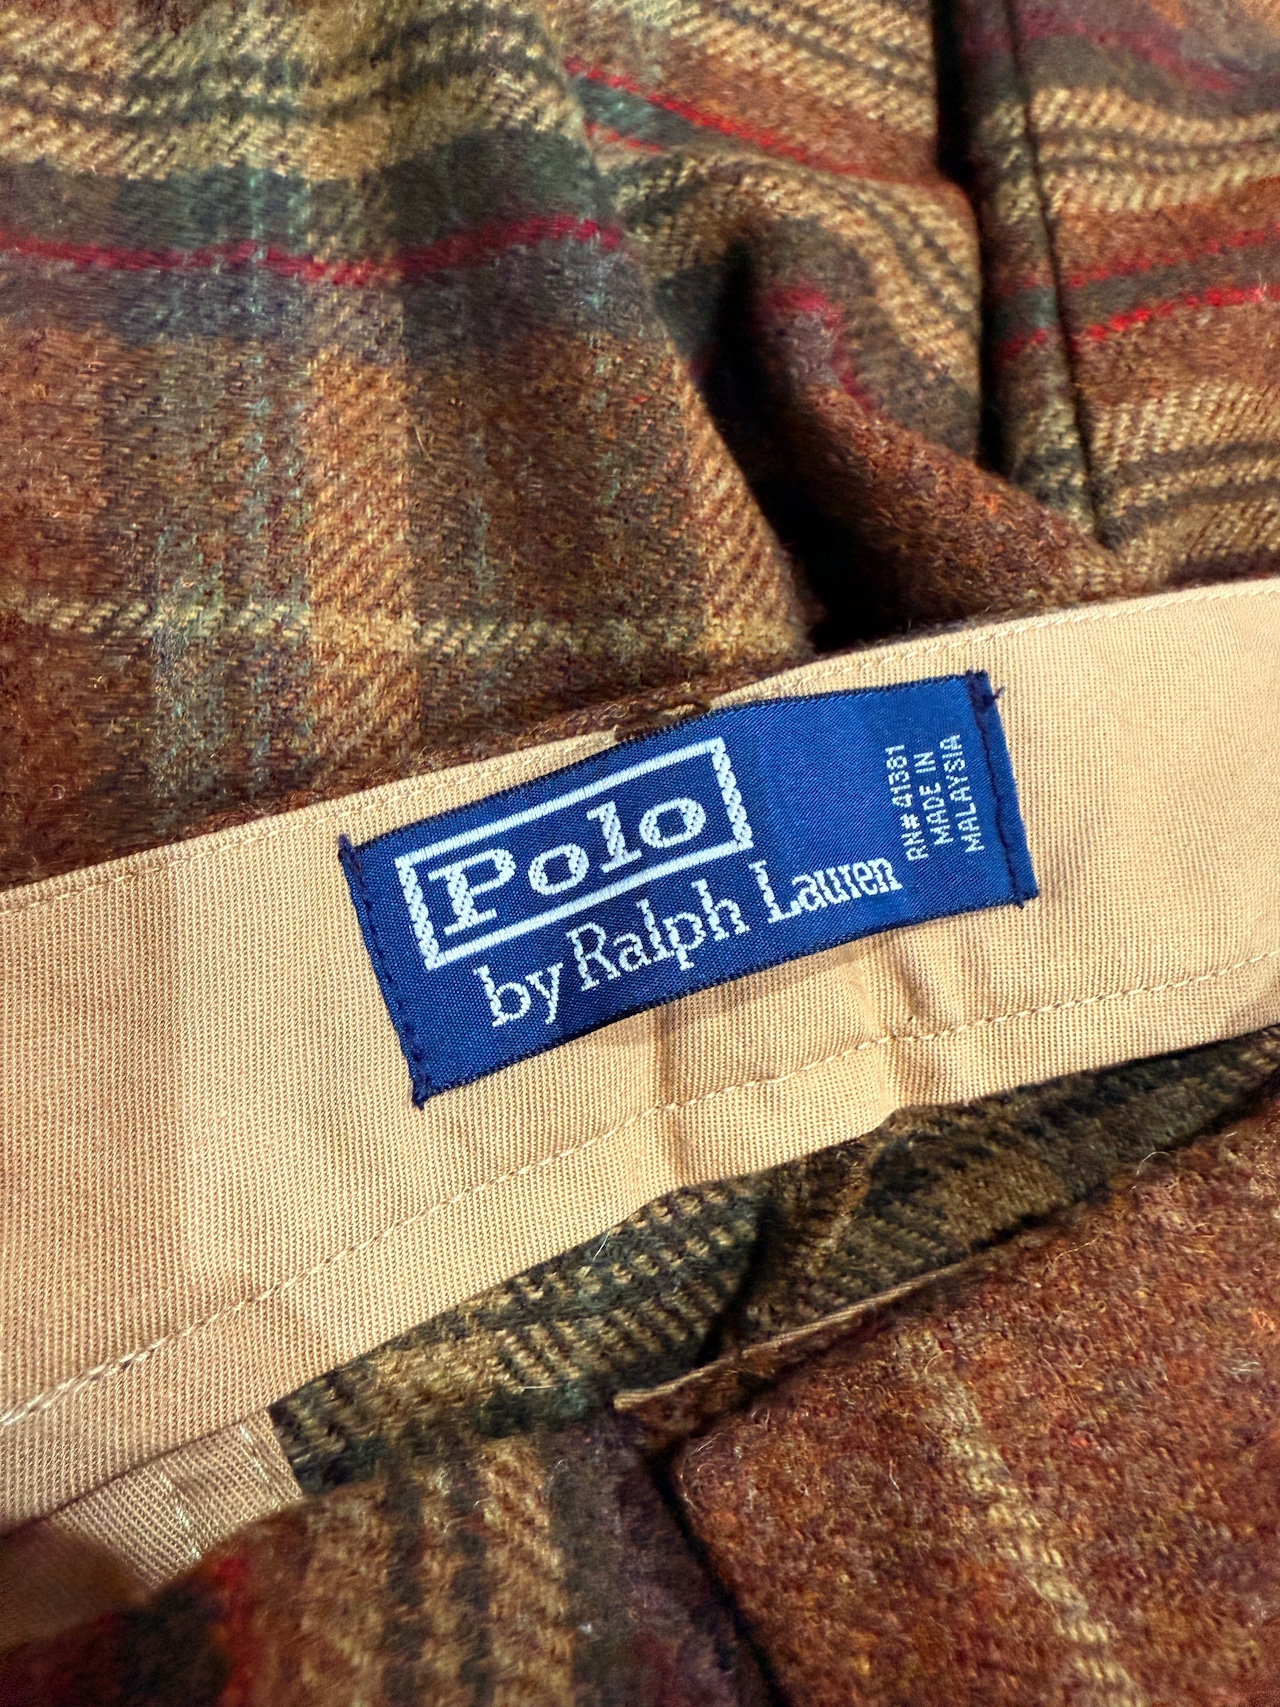 Polo
by Ralph Lauren
RN# 41381
MADE IN
MALAYSIA